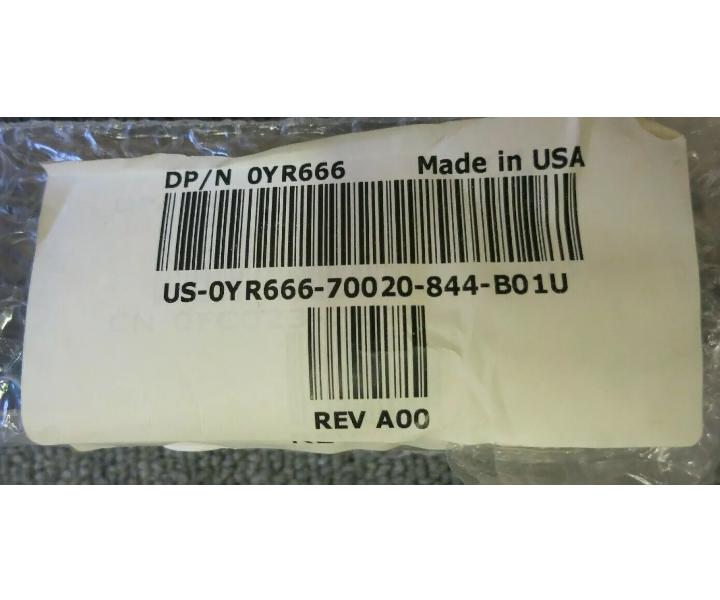 DP/N 0YR666 Made in USA
US-0YR666-70020-844-B01U
REV A00